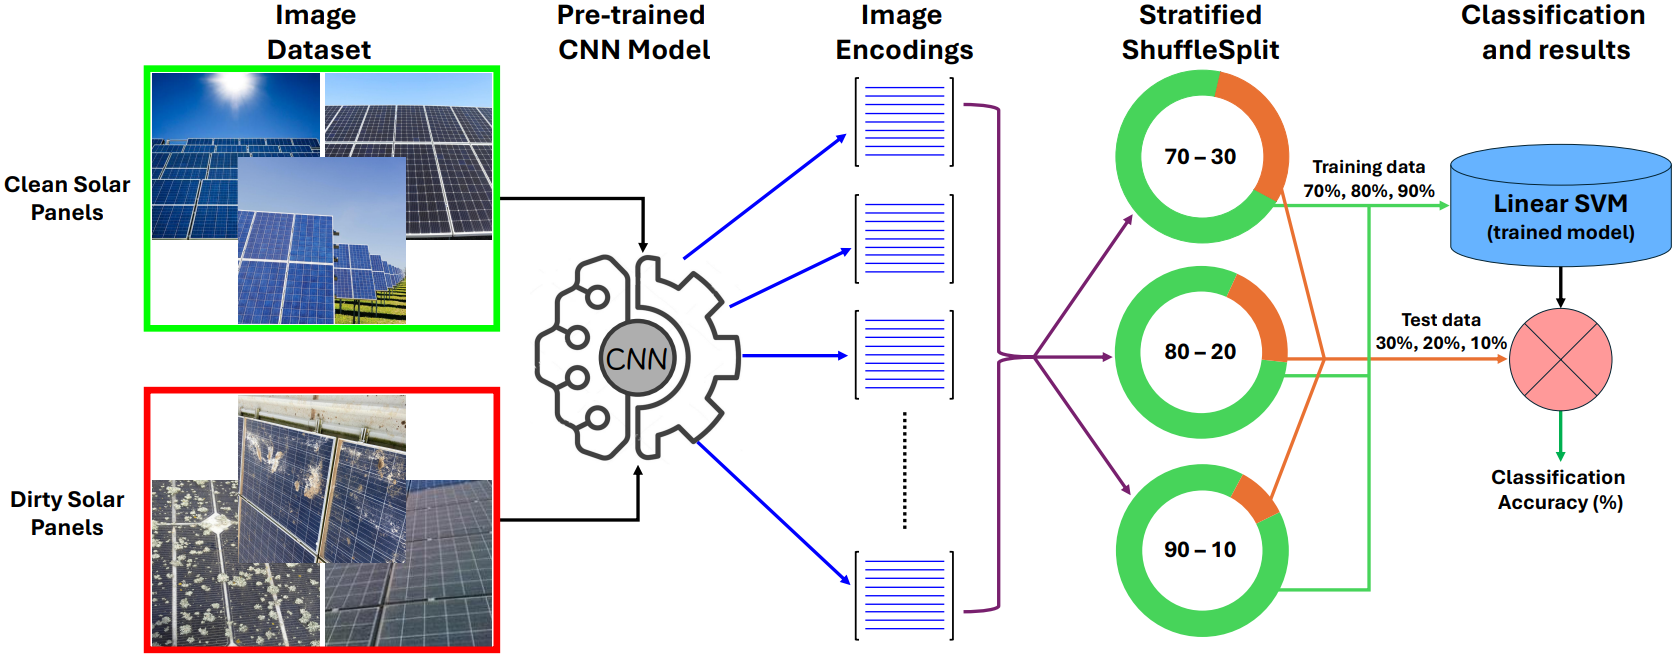 Image
Dataset
Pre-trained
CNN Model
Image
Encodings
Stratified
ShuffleSplit
Classification
and results
Clean Solar
Panels
Dirty Solar
Panels
CNN
70 – 30
80 – 20
90 – 10
Training data
70%, 80%, 90%
Linear SVM
(trained model)
Test data
30%, 20%, 10%
Classification
Accuracy (%)